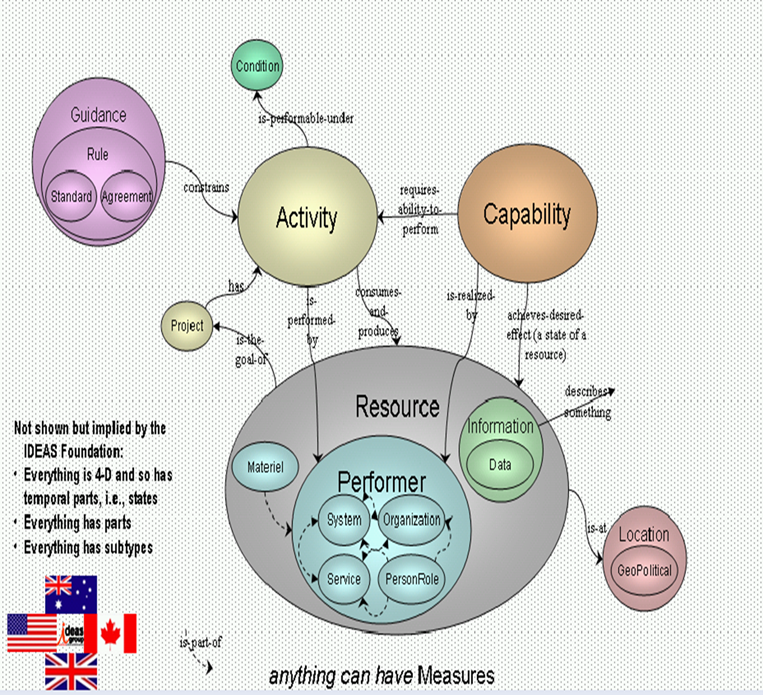 Condition
is-performable-under
Guidance
Rule
Standard
Agreement
constrains
Activity
requires-
ability-to-
perform
Capability
has
Project
is-the-
goal-of
is-
performed-
by
consumes-
and-
produces
is-realized-
by
achieves-desired-
effect (a state of a
resource)
describes
something
Resource
Information
Data
Materiel
Performer
System
Organization
Service
PersonRole
is-at
Location
GeoPolitical
Not shown but implied by the
IDEAS Foundation:
• Everything is 4-D and so has
temporal parts, i.e., states
• Everything has parts
• Everything has subtypes
ideas
group
is-part-of
anything can have Measures